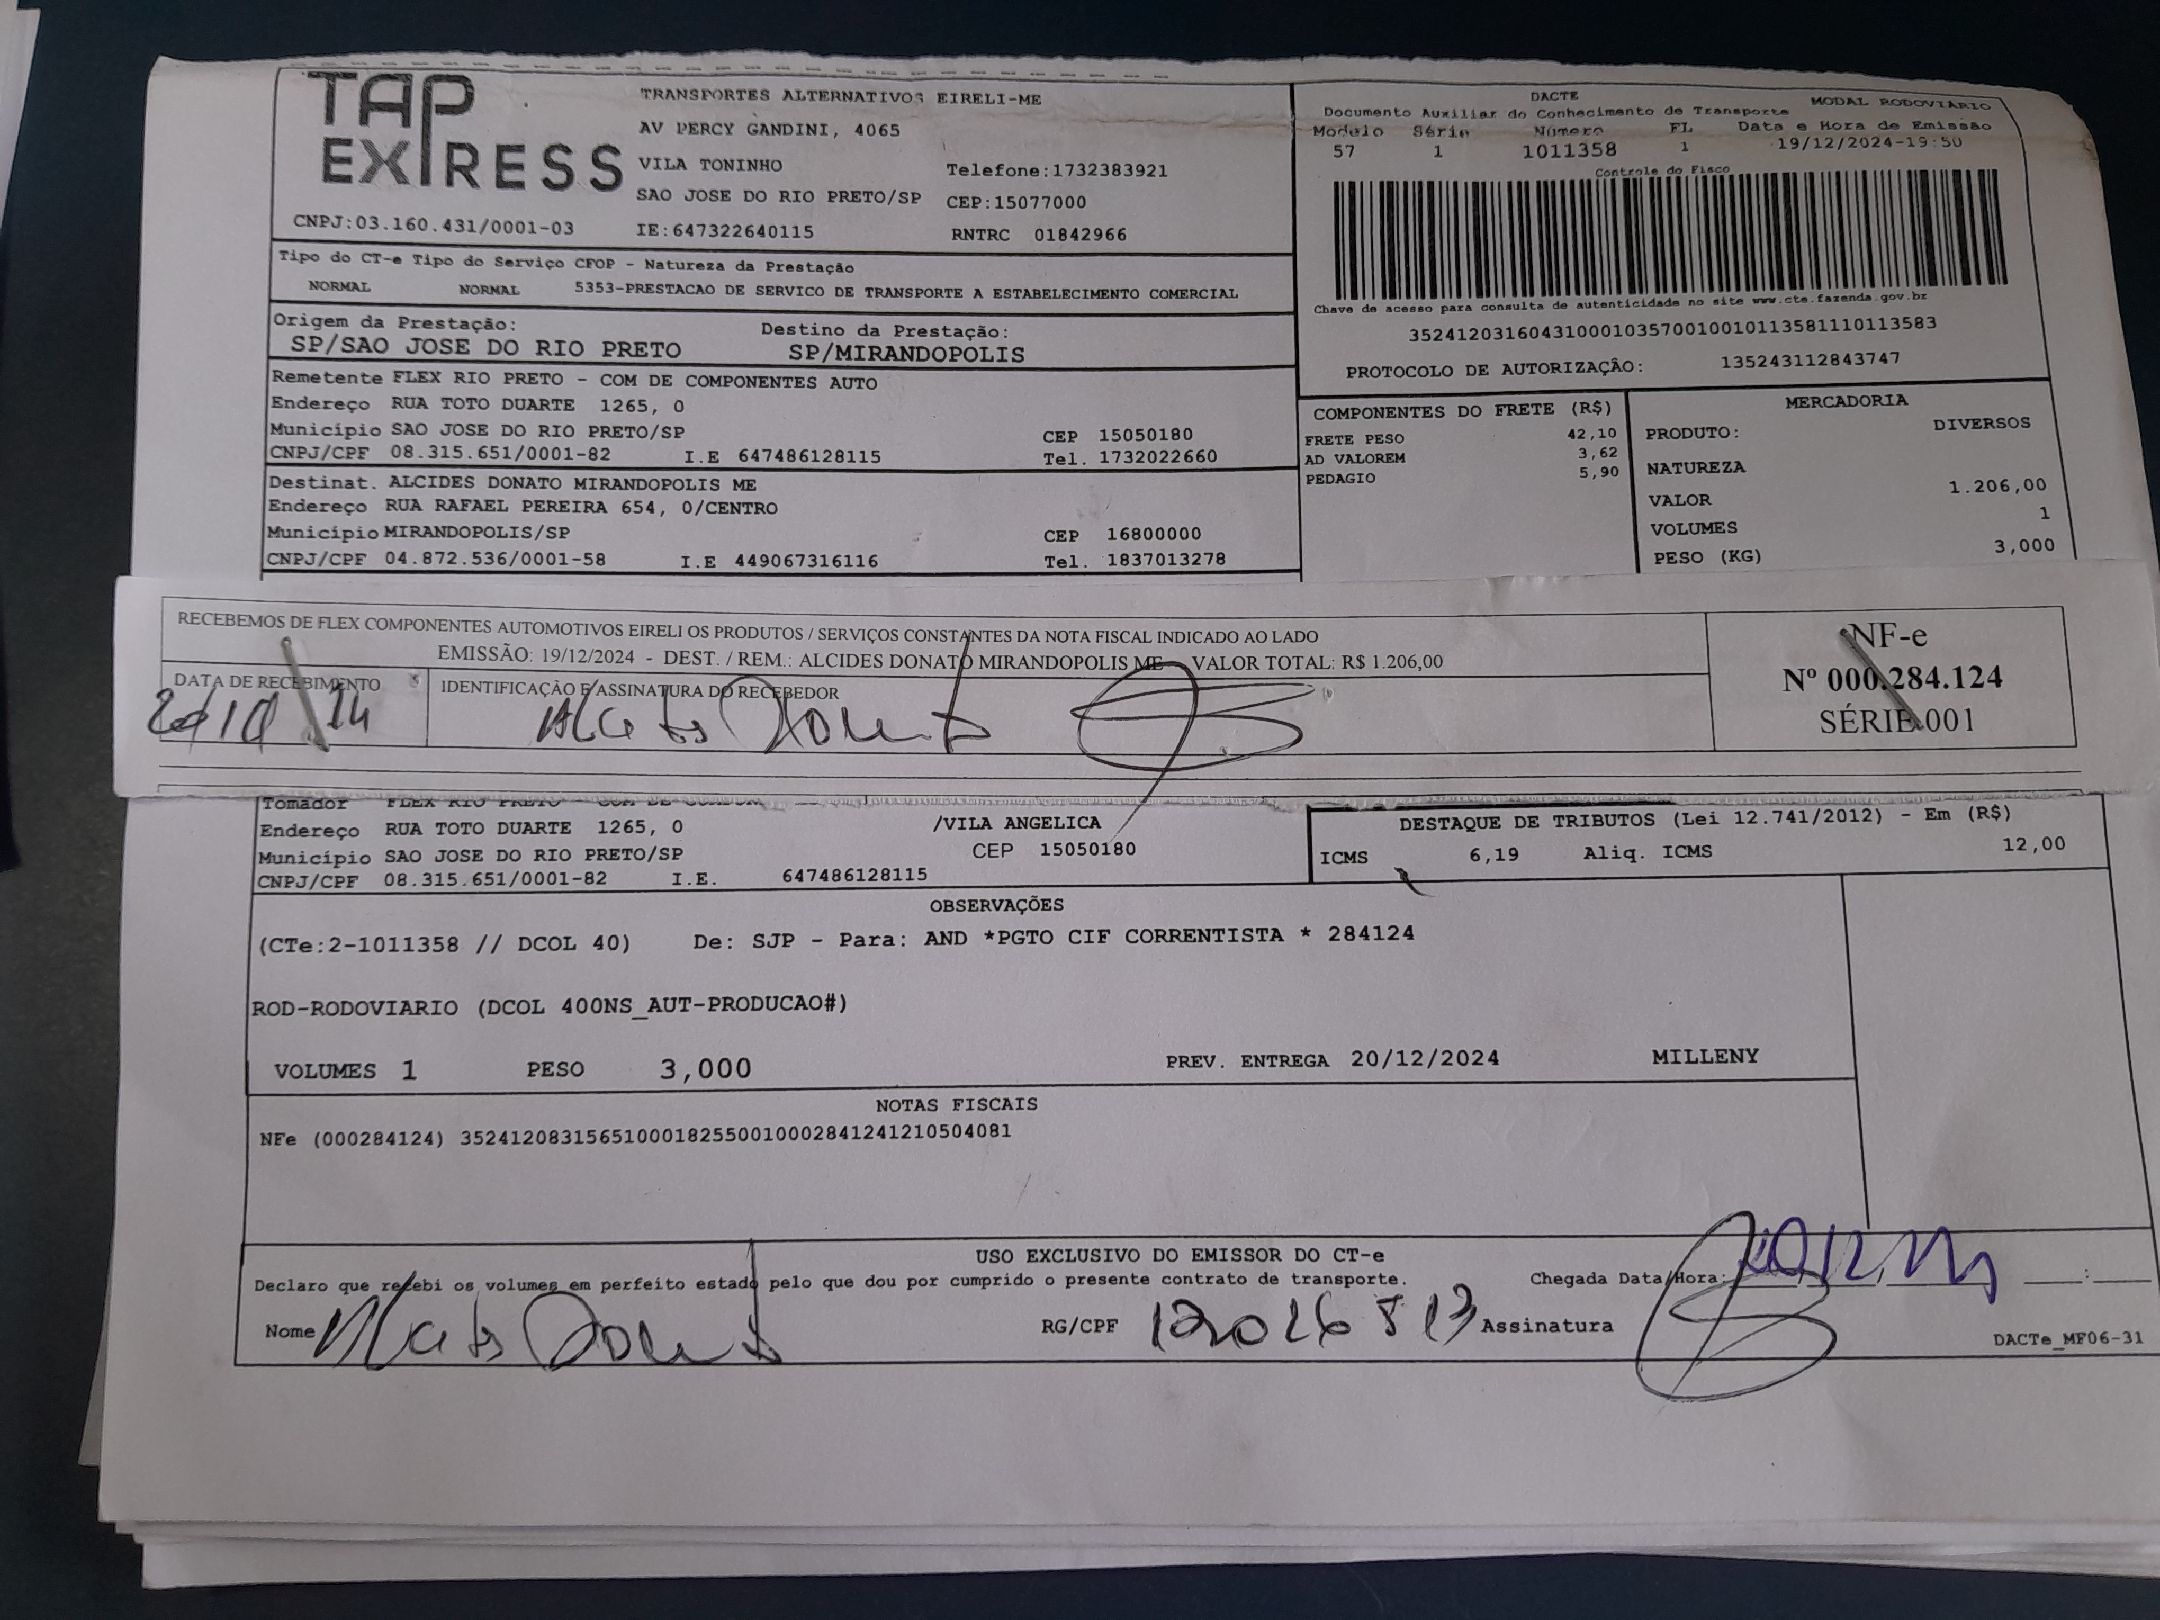 TAP EXPRESS
TRANSPORTES ALTERNATIVOS EIRELI-ME
AV PERCY GANDINI, 4065
VILA TONINHO Telefone:1732383921
SAO JOSE DO RIO PRETO/SP CEP:15077000
CNPJ:03.160.431/0001-03 IE:647322640115 RNTRC 01842966
DACTE MODAL RODOVIÁRIO
Documento Auxiliar do Conhecimento de Transporte
Modelo Série Número FL Data e Hora de Emissão
57 1 1011358 1 19/12/2024-19:50
Controle do Fisco
Chave de acesso para consulta de autenticidade no site www.cte.fazenda.gov.br
35241203160431000103570010010113581110113583
PROTOCOLO DE AUTORIZAÇÃO: 135243112843747
Tipo do CT-e Tipo do Serviço CFOP - Natureza da Prestação
NORMAL NORMAL 5353-PRESTACAO DE SERVICO DE TRANSPORTE A ESTABELECIMENTO COMERCIAL
Origem da Prestação: Destino da Prestação:
SP/SAO JOSE DO RIO PRETO SP/MIRANDOPOLIS
Remetente FLEX RIO PRETO - COM DE COMPONENTES AUTO
Endereço RUA TOTO DUARTE 1265, 0
Município SAO JOSE DO RIO PRETO/SP CEP 15050180
CNPJ/CPF 08.315.651/0001-82 I.E 647486128115 Tel. 1732022660
Destinat. ALCIDES DONATO MIRANDOPOLIS ME
Endereço RUA RAFAEL PEREIRA 654, 0/CENTRO
Município MIRANDOPOLIS/SP CEP 16800000
CNPJ/CPF 04.872.536/0001-58 I.E 449067316116 Tel. 1837013278
COMPONENTES DO FRETE (R$)
FRETE PESO 42,10
AD VALOREM 3,62
PEDAGIO 5,90
MERCADORIA
PRODUTO: DIVERSOS
NATUREZA
VALOR 1.206,00
VOLUMES 1
PESO (KG) 3,000
RECEBEMOS DE FLEX COMPONENTES AUTOMOTIVOS EIRELI OS PRODUTOS / SERVIÇOS CONSTANTES DA NOTA FISCAL INDICADO AO LADO
EMISSÃO: 19/12/2024 - DEST. / REM.: ALCIDES DONATO MIRANDOPOLIS ME - VALOR TOTAL: R$ 1.206,00
DATA DE RECEBIMENTO IDENTIFICAÇÃO E ASSINATURA DO RECEBEDOR
NF-e
Nº 000.284.124
SÉRIE 001
Tomador FLEX RIO PRETO - COM DE
Endereço RUA TOTO DUARTE 1265, 0 /VILA ANGELICA
Município SAO JOSE DO RIO PRETO/SP CEP 15050180
CNPJ/CPF 08.315.651/0001-82 I.E. 647486128115
DESTAQUE DE TRIBUTOS (Lei 12.741/2012) - Em (R$)
ICMS 6,19 Aliq. ICMS 12,00
OBSERVAÇÕES
(CTe:2-1011358 // DCOL 40) De: SJP - Para: AND *PGTO CIF CORRENTISTA * 284124
ROD-RODOVIARIO (DCOL 400NS_AUT-PRODUCAO#)
VOLUMES 1 PESO 3,000 PREV. ENTREGA 20/12/2024 MILLENY
NOTAS FISCAIS
NFe (000284124) 35241208315651000182550010002841241210504081
USO EXCLUSIVO DO EMISSOR DO CT-e
Declaro que recebi os volumes em perfeito estado pelo que dou por cumprido o presente contrato de transporte. Chegada Data/Hora:
Nome RG/CPF Assinatura
DACTe_MF06-31